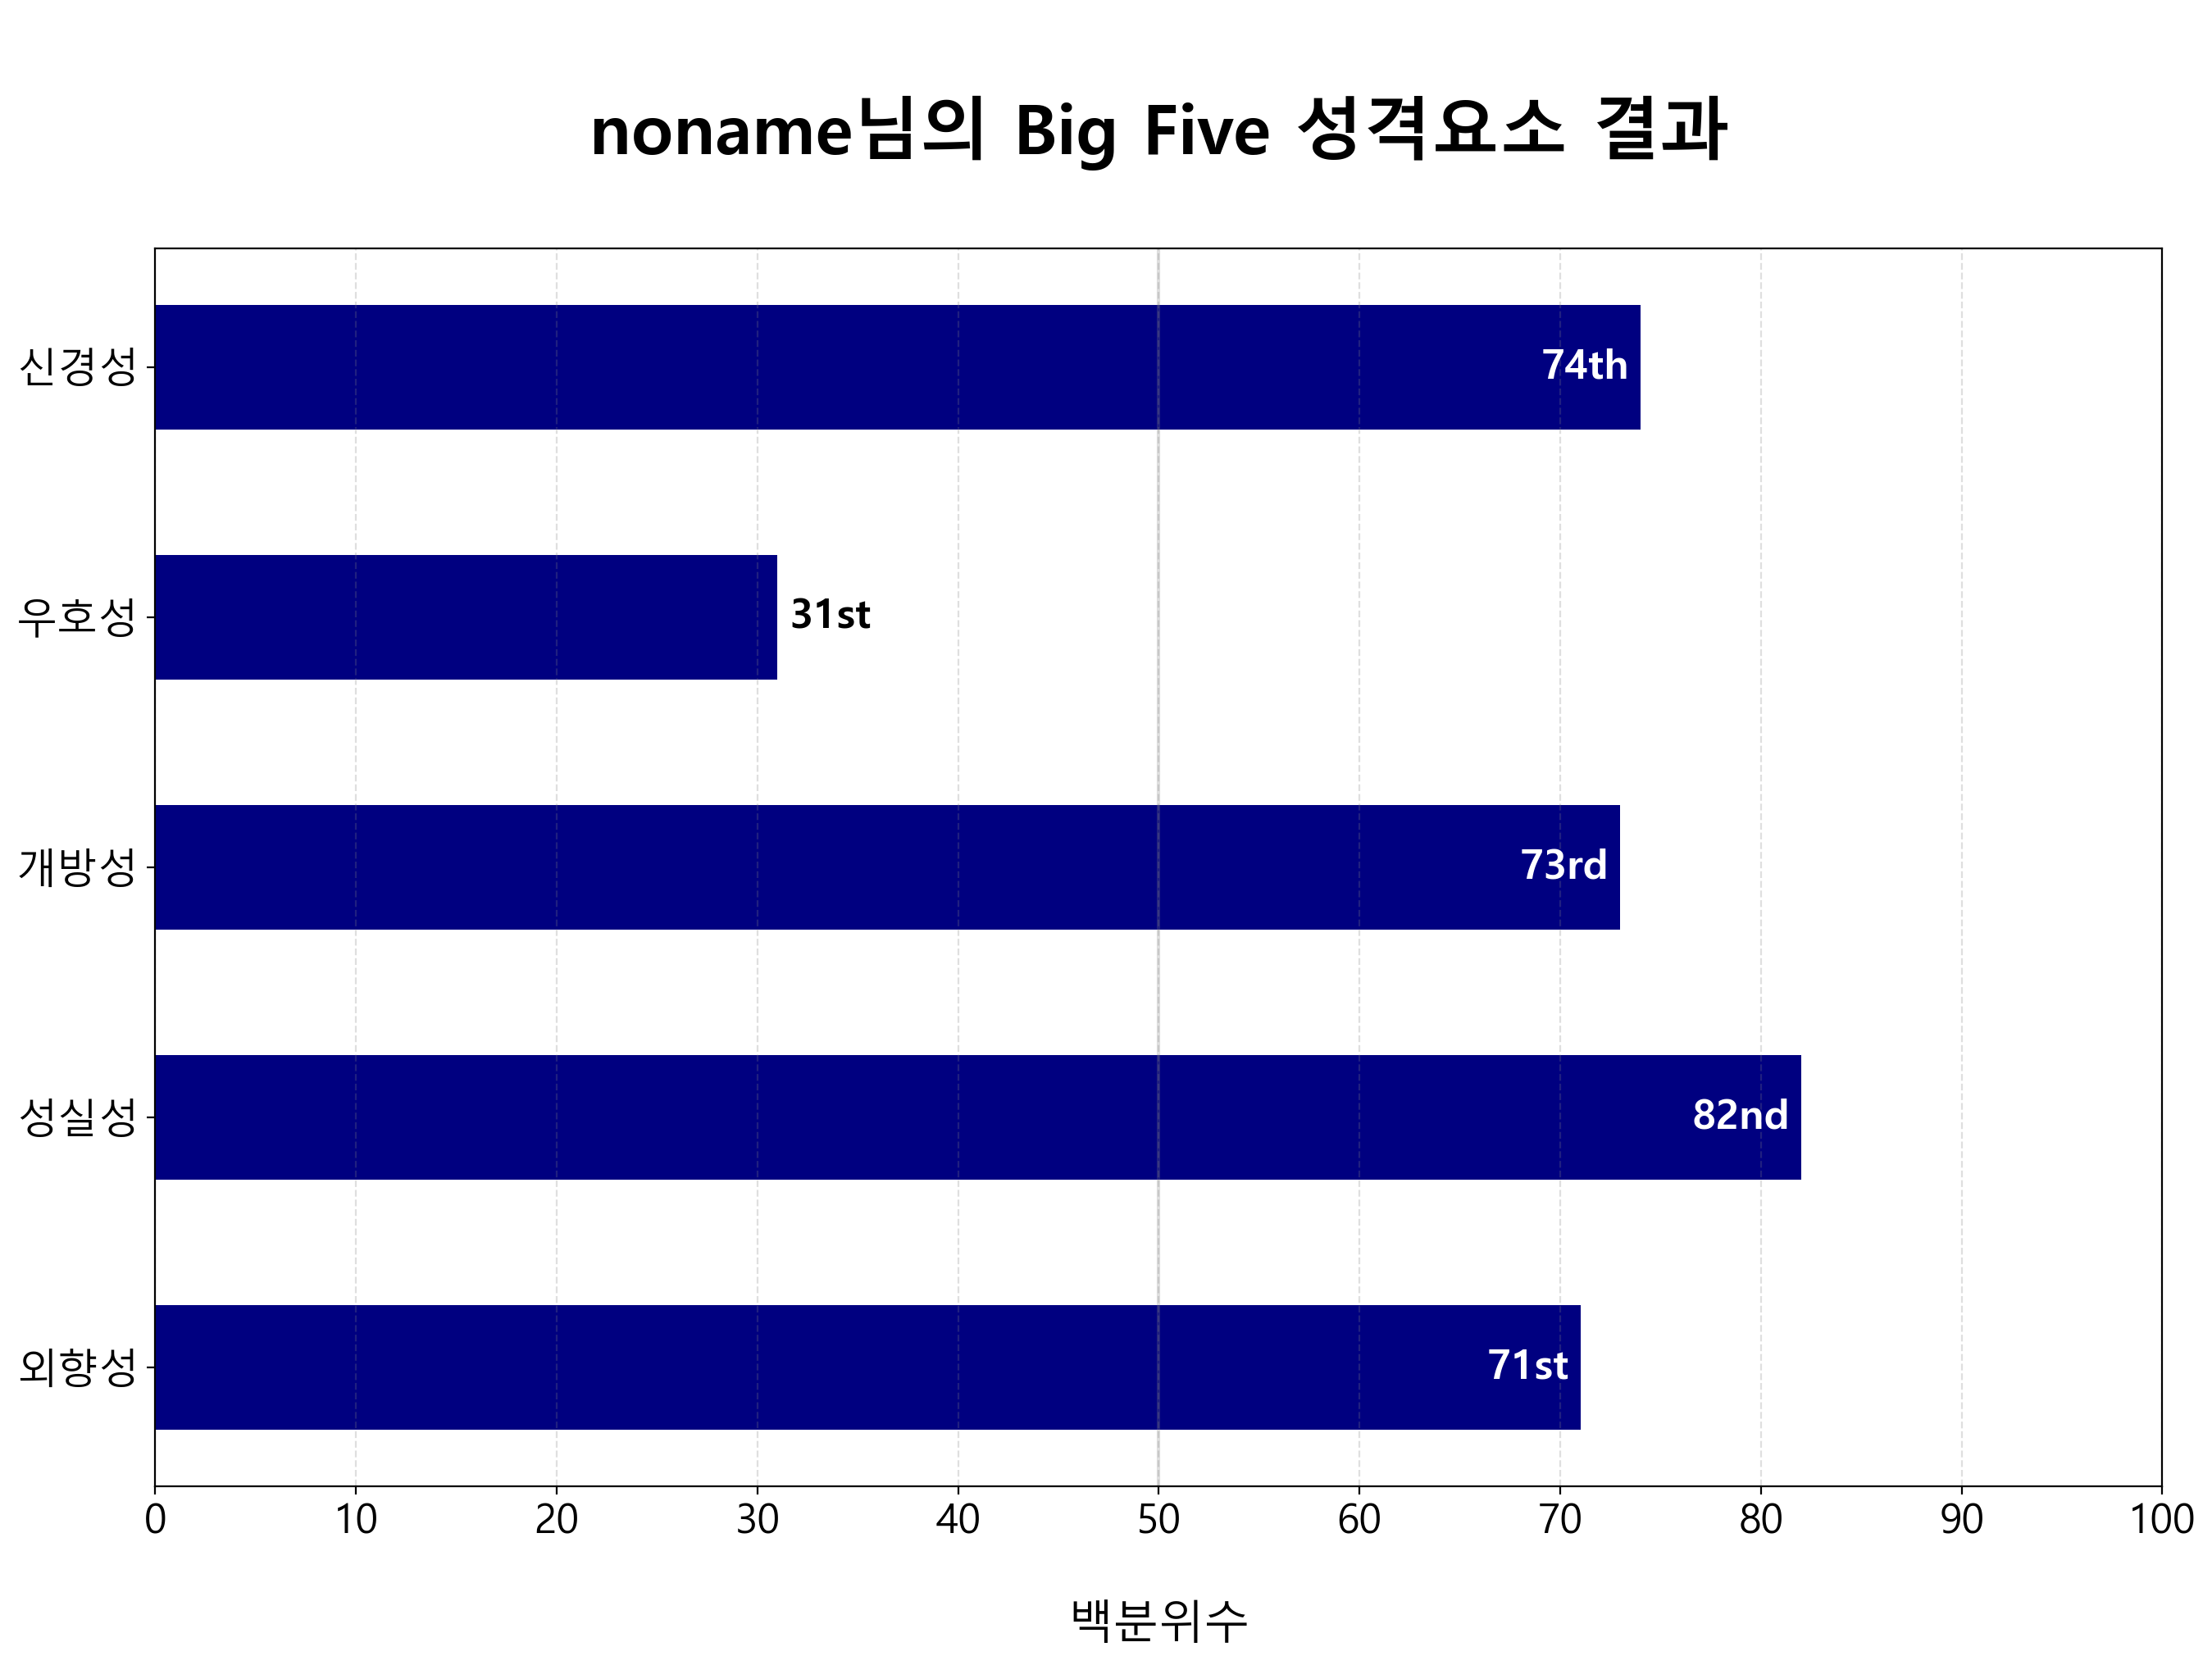 noname님의 Big Five 성격요소 결과
신경성
74th
우호성
31st
개방성
73rd
성실성
82nd
외향성
71st
0 10 20 30 40 50 60 70 80 90 100
백분위수